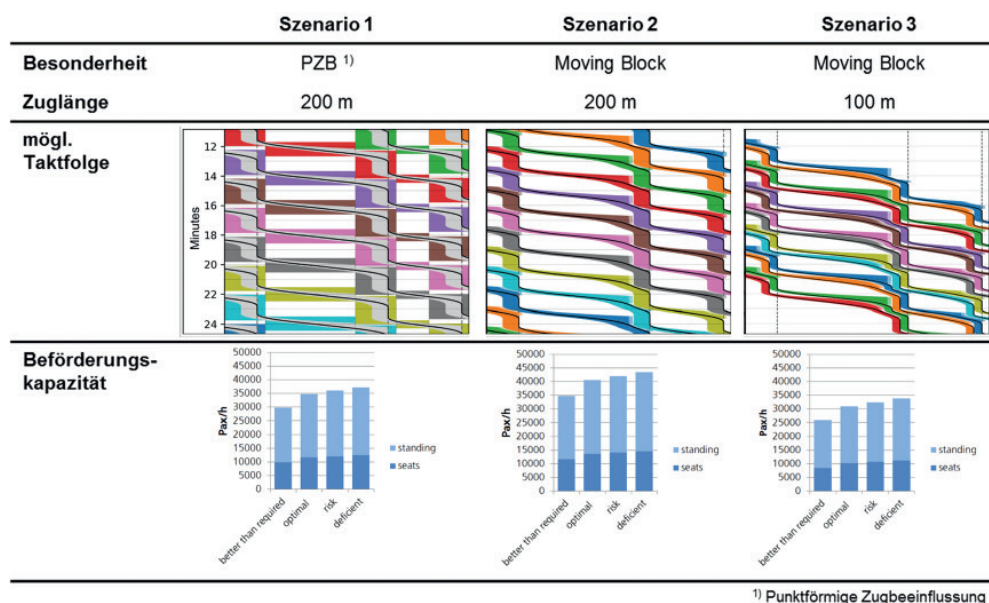 Szenario 1 Szenario 2 Szenario 3
Besonderheit PZB 1) Moving Block Moving Block
Zuglänge 200 m 200 m 100 m
mögl.
Taktfolge
Minutes
12
14
16
18
20
22
24
Beförderungs-
kapazität
Pax/h
50000
45000
40000
35000
30000
25000
20000
15000
10000
5000
0
standing
seats
better than required
optimal
risk
deficient
Pax/h
50000
45000
40000
35000
30000
25000
20000
15000
10000
5000
0
standing
seats
better than required
optimal
risk
deficient
Pax/h
50000
45000
40000
35000
30000
25000
20000
15000
10000
5000
0
standing
seats
better than required
optimal
risk
deficient
1) Punktförmige Zugbeeinflussung